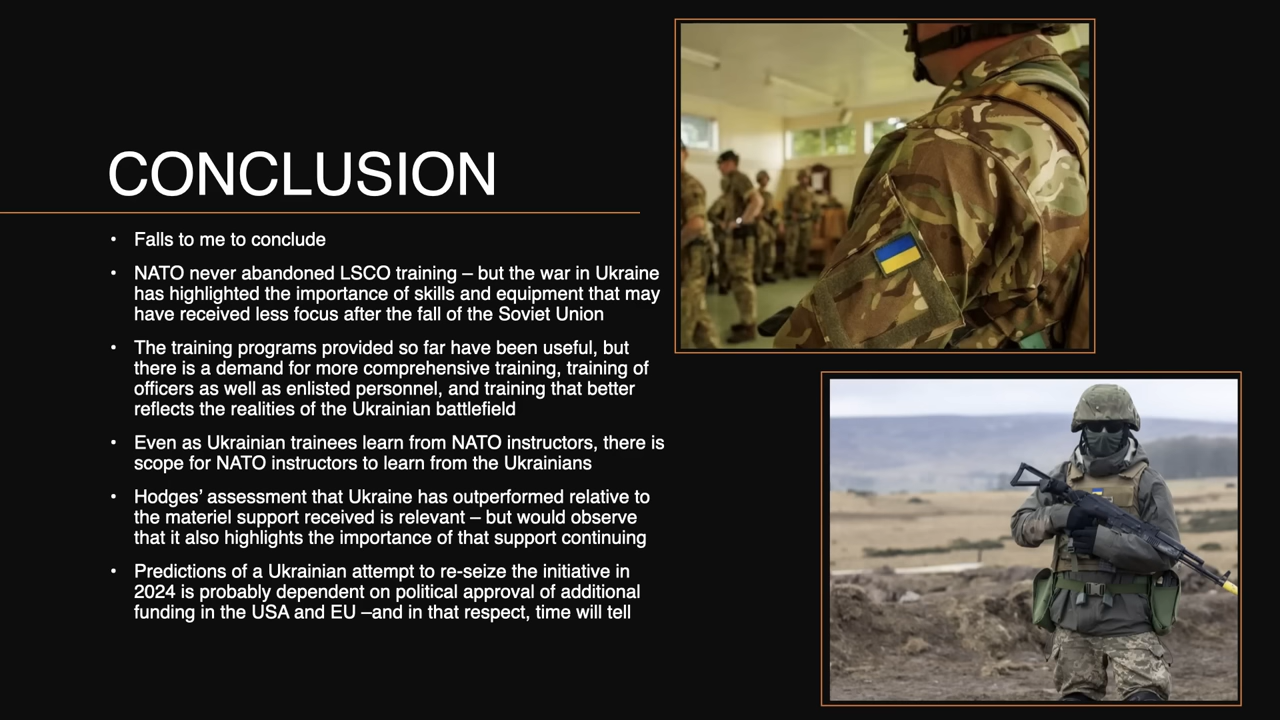 CONCLUSION
• Falls to me to conclude
• NATO never abandoned LSCO training – but the war in Ukraine
has highlighted the importance of skills and equipment that may
have received less focus after the fall of the Soviet Union
• The training programs provided so far have been useful, but
there is a demand for more comprehensive training, training of
officers as well as enlisted personnel, and training that better
reflects the realities of the Ukrainian battlefield
• Even as Ukrainian trainees learn from NATO instructors, there is
scope for NATO instructors to learn from the Ukrainians
• Hodges’ assessment that Ukraine has outperformed relative to
the materiel support received is relevant – but would observe
that it also highlights the importance of that support continuing
• Predictions of a Ukrainian attempt to re-seize the initiative in
2024 is probably dependent on political approval of additional
funding in the USA and EU –and in that respect, time will tell